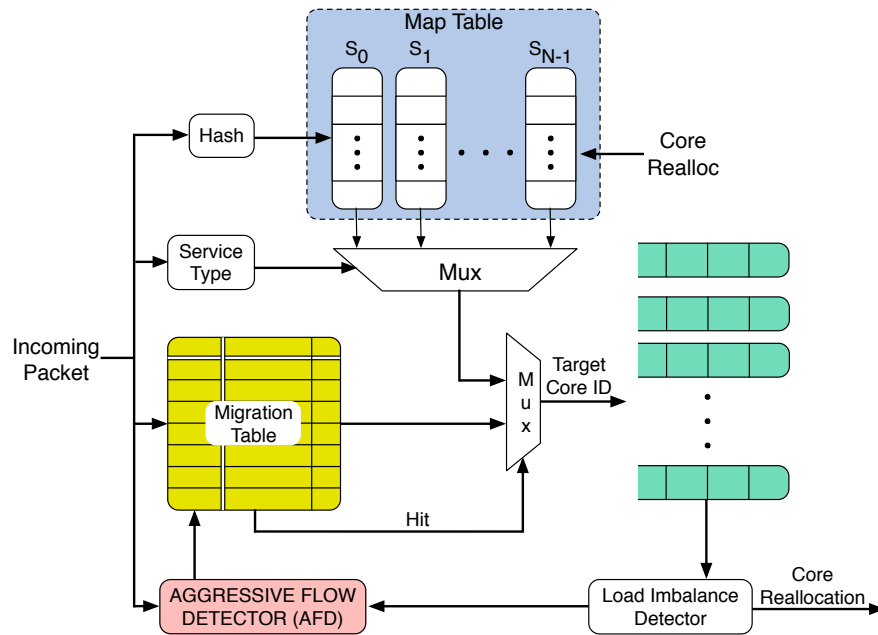 Map Table
S0
S1
SN-1
Hash
Core
Realloc
Service
Type
Mux
Incoming
Packet
Migration
Table
M
u
x
Target
Core ID
Hit
AGGRESSIVE FLOW
DETECTOR (AFD)
Load Imbalance
Detector
Core
Reallocation